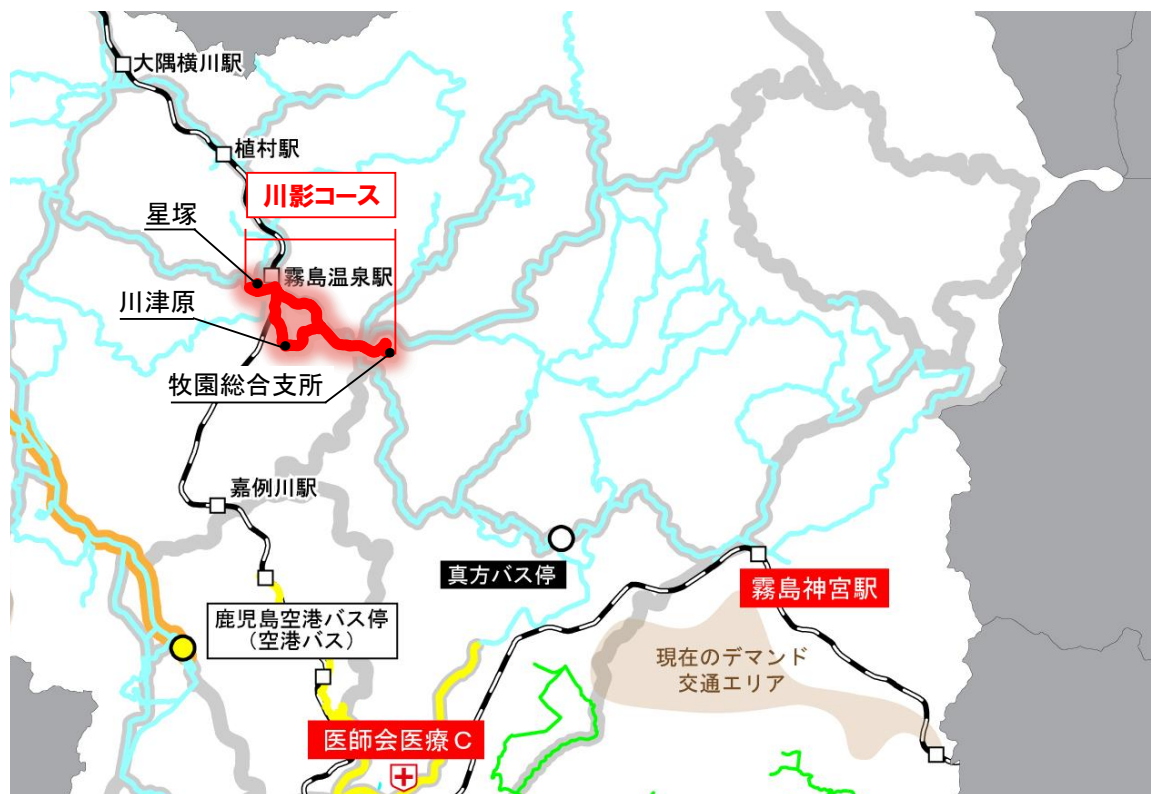 大隅横川駅
植村駅
川影コース
星塚
霧島温泉駅
川津原
牧園総合支所
嘉例川駅
真方バス停
霧島神宮駅
鹿児島空港バス停
（空港バス）
現在のデマンド
交通エリア
医師会医療C